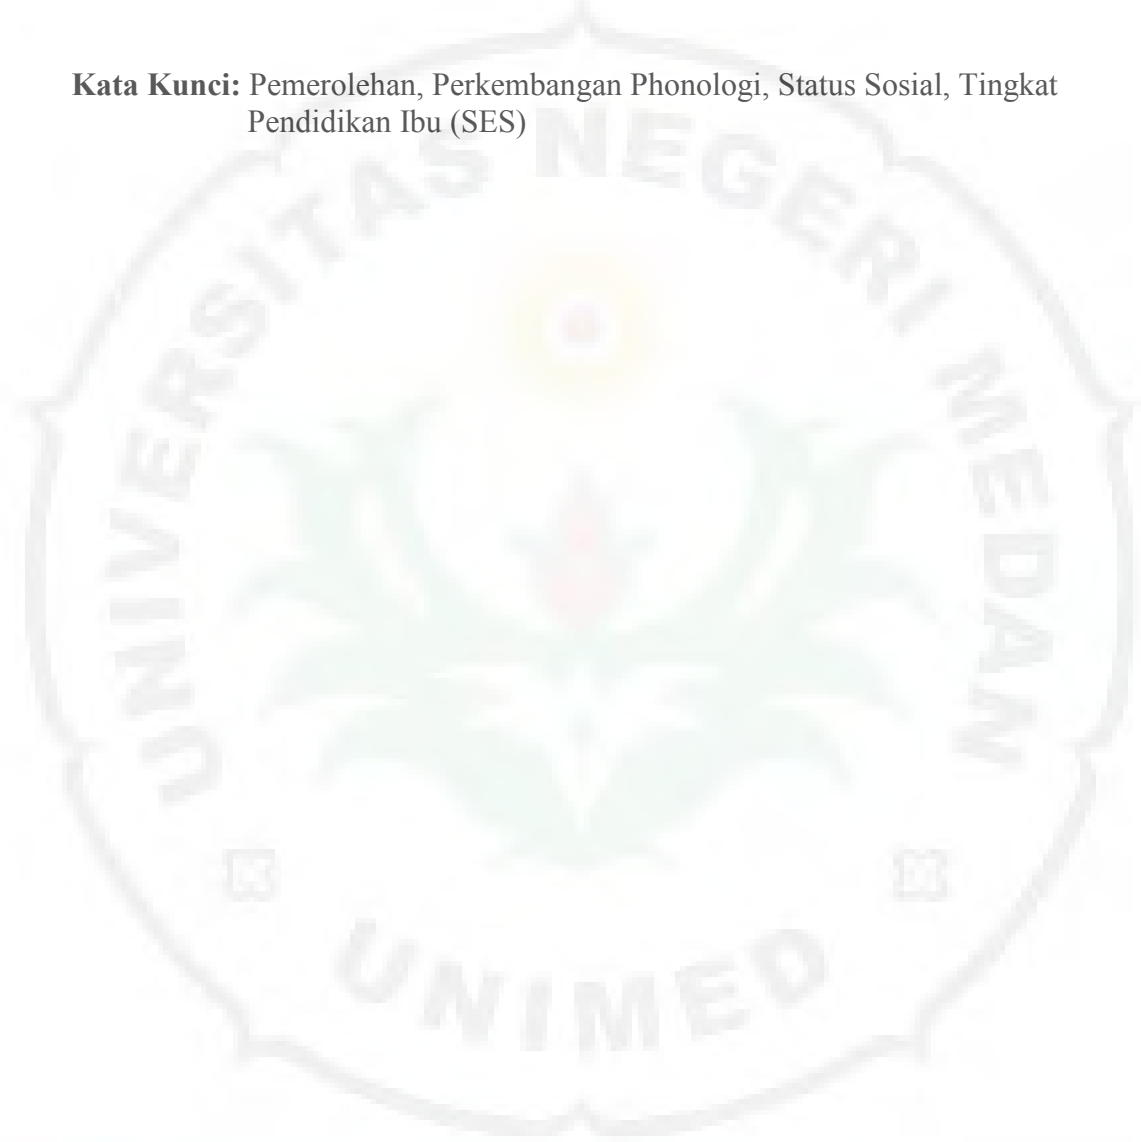 Kata Kunci: Pemerolehan, Perkembangan Phonologi, Status Sosial, Tingkat
Pendidikan Ibu (SES)
UNIVERSITAS NEGERI MEDAN
UNIMED